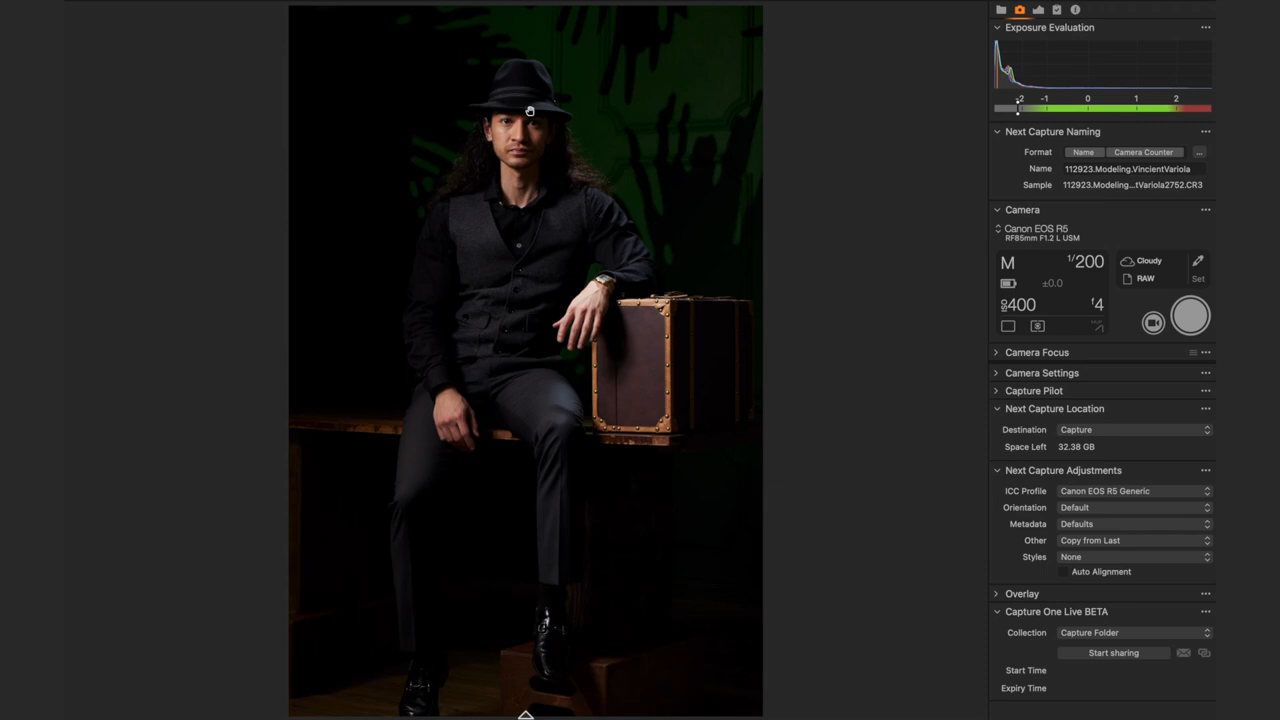 Exposure Evaluation
-2 -1 0 1 2
Next Capture Naming
Format Name Camera Counter ...
Name 112923.Modeling.VincientVariola
Sample 112923.Modeling...tVariola2752.CR3
Camera
Canon EOS R5
RF85mm F1.2 L USM
M 1/200 Cloudy
±0.0 RAW Set
ISO400 f4
Camera Focus
Camera Settings
Capture Pilot
Next Capture Location
Destination Capture
Space Left 32.38 GB
Next Capture Adjustments
ICC Profile Canon EOS R5 Generic
Orientation Default
Metadata Defaults
Other Copy from Last
Styles None
Auto Alignment
Overlay
Capture One Live BETA
Collection Capture Folder
Start sharing
Start Time
Expiry Time